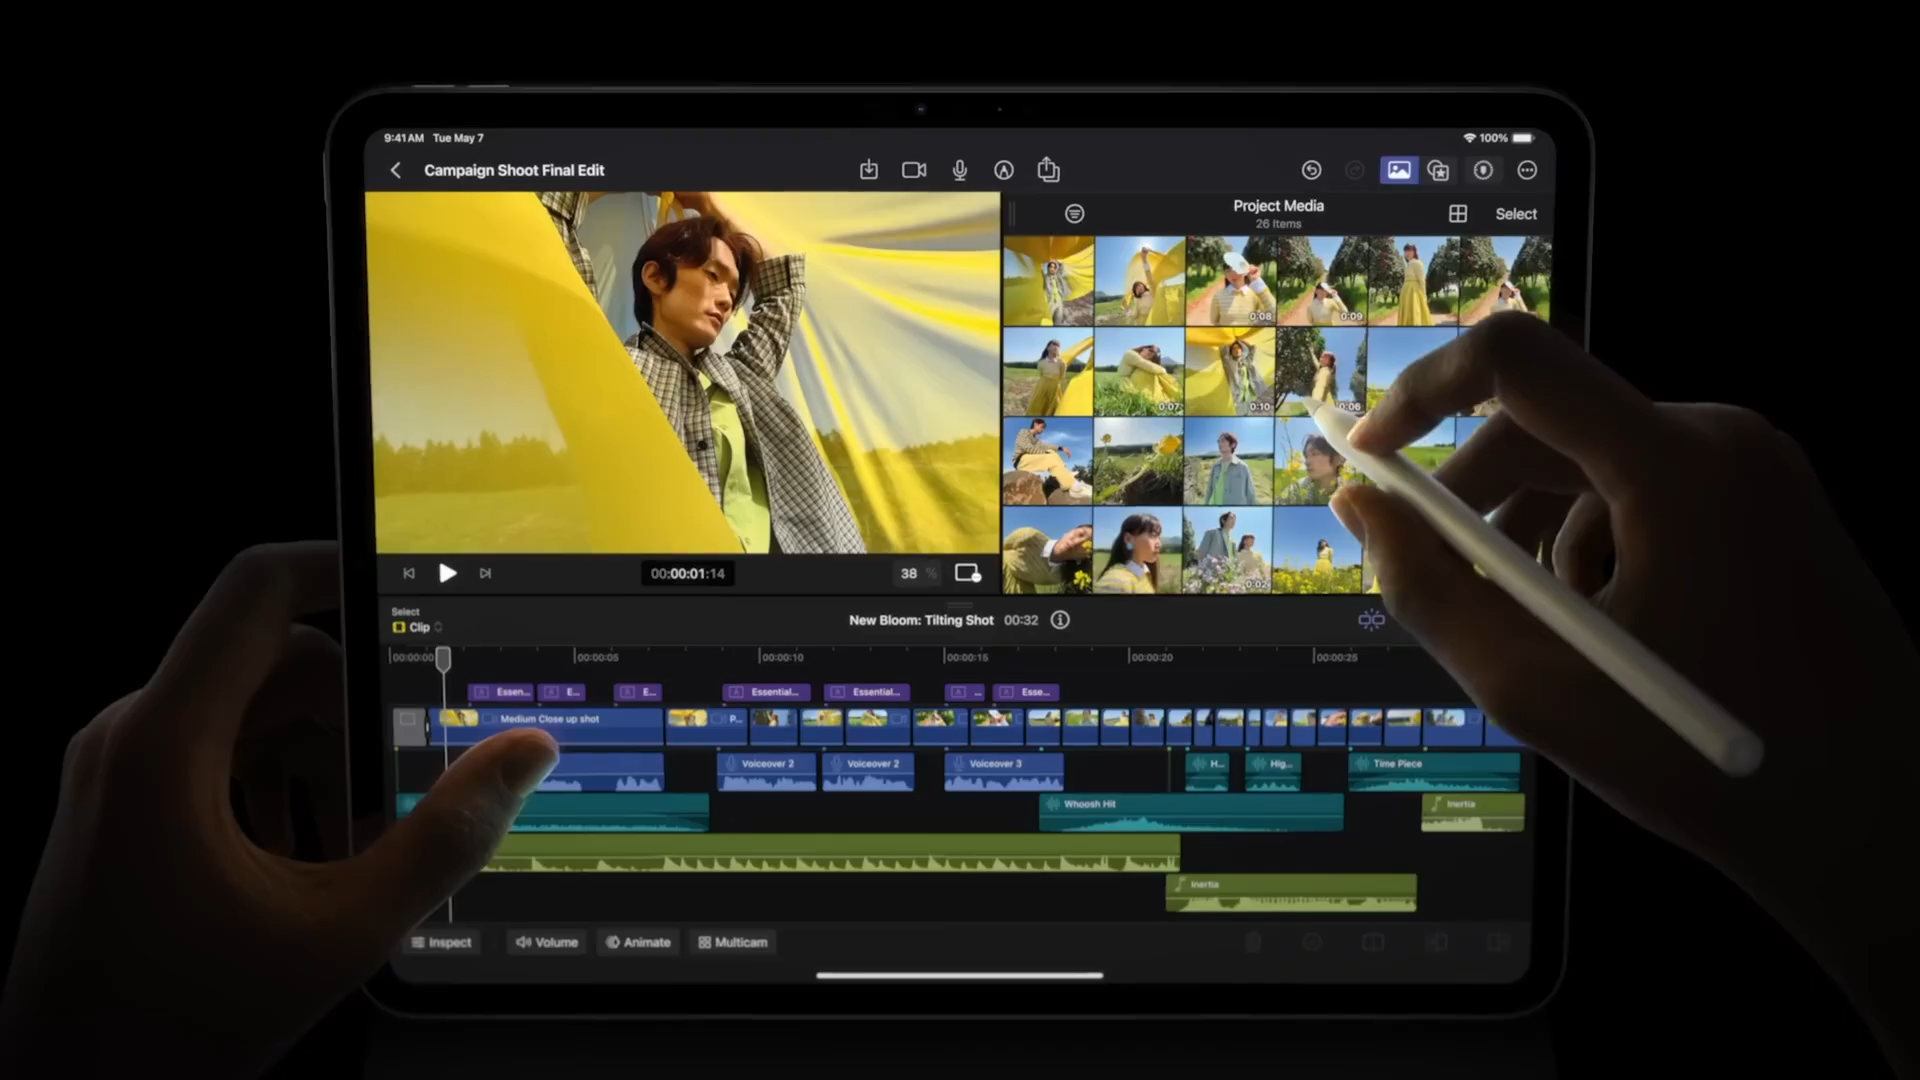 9:41 AM Tue May 7
100%
Campaign Shoot Final Edit
Project Media
26 Items
Select
0:08
0:09
0:07
0:10
0:06
0:02
00:00:01:14
38 %
Select
Clip
New Bloom: Tilting Shot 00:32
00:00:00
00:00:05
00:00:10
00:00:15
00:00:20
00:00:25
Essen...
E...
E...
Essential...
Essential...
...
Esse...
Medium Close up shot
P...
Voiceover 2
Voiceover 2
Voiceover 3
H...
Hig...
Time Piece
Whoosh Hit
Inertia
Inertia
Inspect
Volume
Animate
Multicam